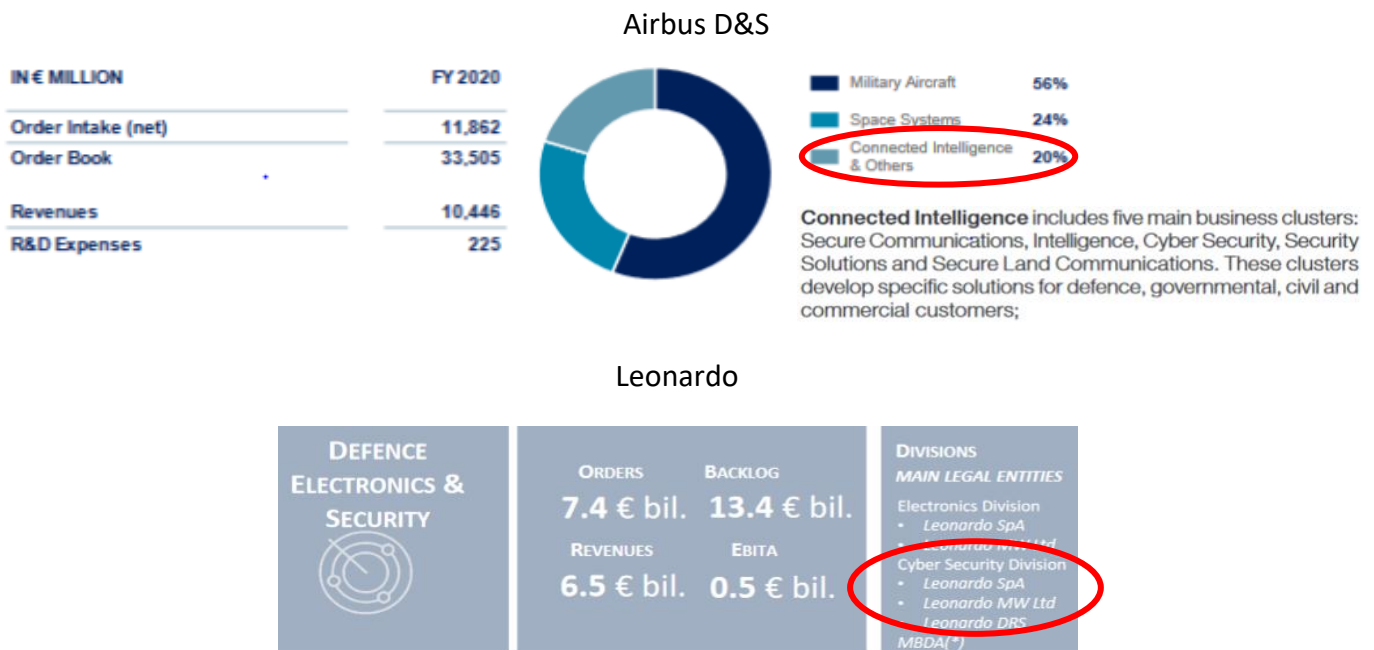 Airbus D&S
IN € MILLION FY 2020
Order Intake (net) 11,862
Order Book 33,505
Revenues 10,446
R&D Expenses 225
Military Aircraft 56%
Space Systems 24%
Connected Intelligence
& Others 20%
Connected Intelligence includes five main business clusters:
Secure Communications, Intelligence, Cyber Security, Security
Solutions and Secure Land Communications. These clusters
develop specific solutions for defence, governmental, civil and
commercial customers;
Leonardo
DEFENCE
ELECTRONICS &
SECURITY
ORDERS BACKLOG
7.4 € bil. 13.4 € bil.
REVENUES EBITA
6.5 € bil. 0.5 € bil.
DIVISIONS
MAIN LEGAL ENTITIES
Electronics Division
• Leonardo SpA
• Leonardo MW Ltd
Cyber Security Division
• Leonardo SpA
• Leonardo MW Ltd
Leonardo DRS
MBDA(*)